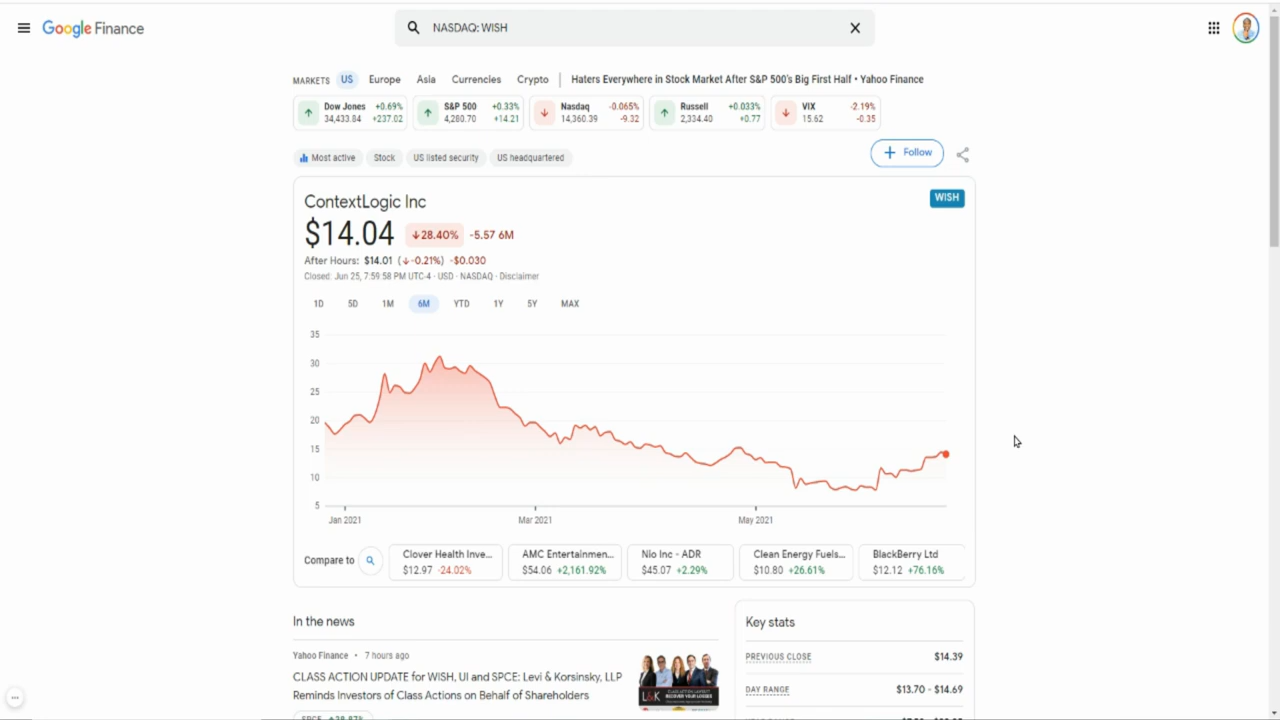 Google Finance
NASDAQ: WISH
MARKETS US Europe Asia Currencies Crypto Haters Everywhere in Stock Market After S&P 500's Big First Half • Yahoo Finance
Dow Jones +0.69% S&P 500 +0.33% Nasdaq -0.065% Russell +0.033% VIX -2.19%
34,433.84 +237.02 4,280.70 +14.21 14,360.39 -9.32 2,334.40 +0.77 15.62 -0.35
Most active Stock US listed security US headquartered + Follow
ContextLogic Inc WISH
$14.04 ↓28.40% -5.57 6M
After Hours: $14.01 (↓-0.21%) -$0.030
Closed: Jun 25, 7:59:58 PM UTC-4 · USD · NASDAQ · Disclaimer
1D 5D 1M 6M YTD 1Y 5Y MAX
35
30
25
20
15
10
5
Jan 2021 Mar 2021 May 2021
Compare to
Clover Health Inve... AMC Entertainmen... Nio Inc - ADR Clean Energy Fuels... BlackBerry Ltd
$12.97 -24.02% $54.06 +2,161.92% $45.07 +2.29% $10.80 +26.61% $12.12 +76.16%
In the news
Yahoo Finance • 7 hours ago
CLASS ACTION UPDATE for WISH, UI and SPCE: Levi & Korsinsky, LLP
Reminds Investors of Class Actions on Behalf of Shareholders
L&K
RECOVER YOUR LOSSES
Key stats
PREVIOUS CLOSE $14.39
DAY RANGE $13.70 - $14.69